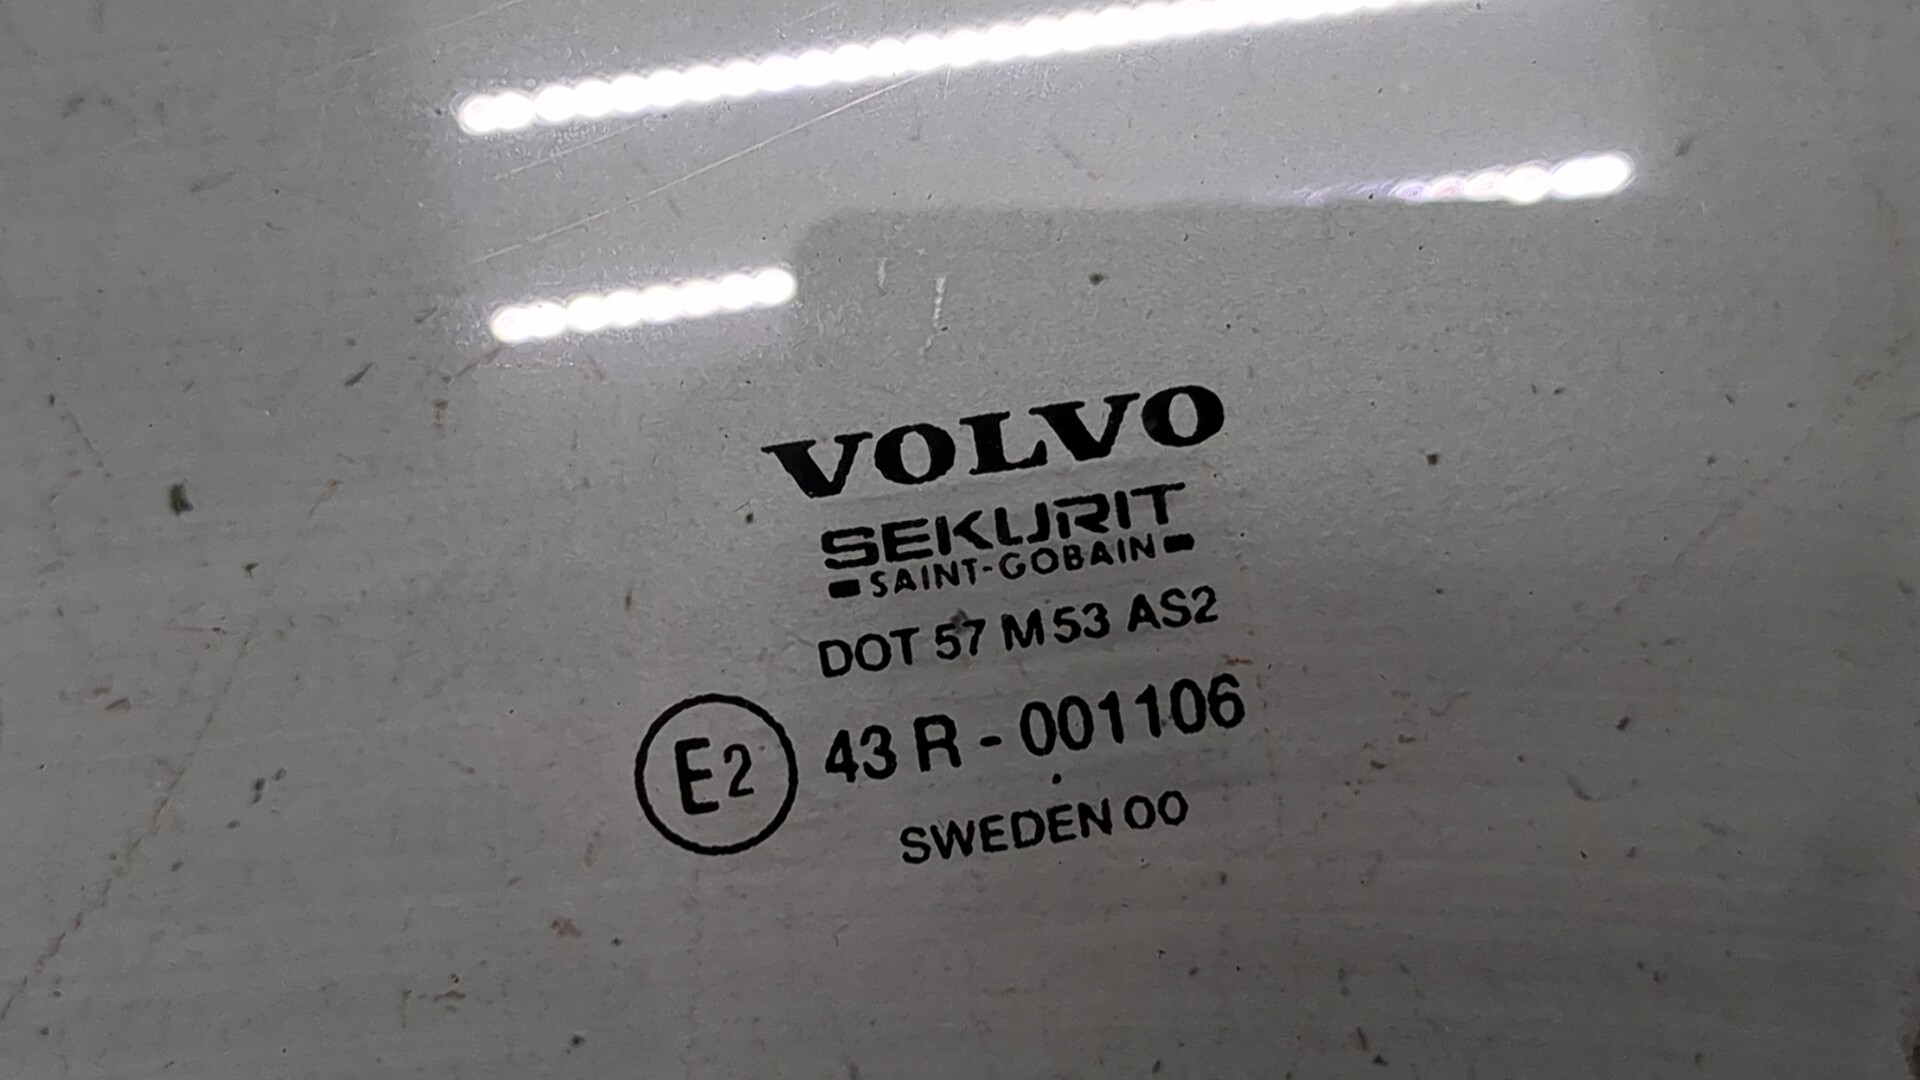 VOLVO
SEKURIT
SAINT-GOBAIN
DOT 57 M53 AS2
E2 43 R - 001106
SWEDEN 00